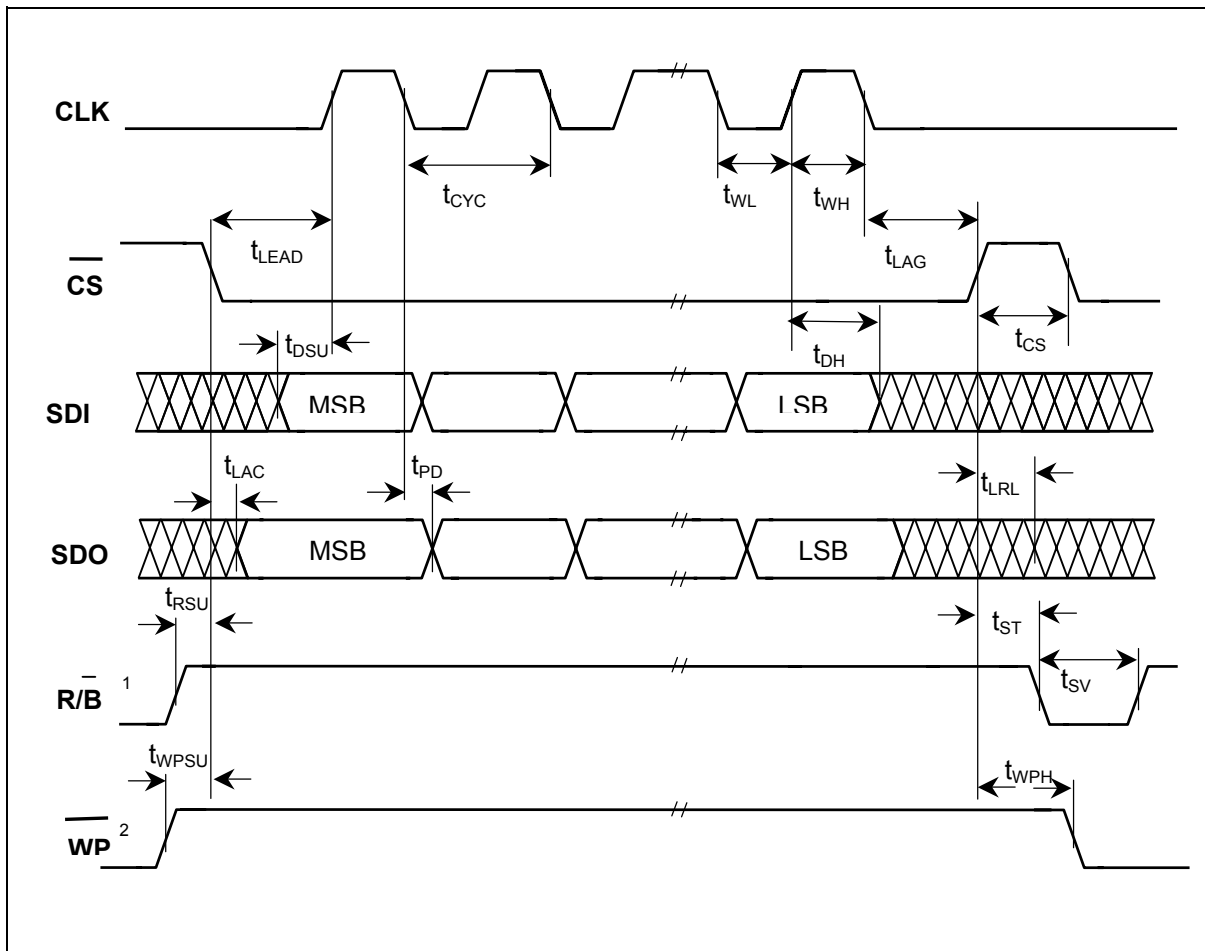 CLK
tCYC
tWL
tWH
tLEAD
tLAG
CS
tDSU
tDH
tCS
SDI
MSB
LSB
tLAC
tPD
tLRL
SDO
MSB
LSB
tRSU
tST
R/B 1
tSV
tWPSU
tWPH
WP 2